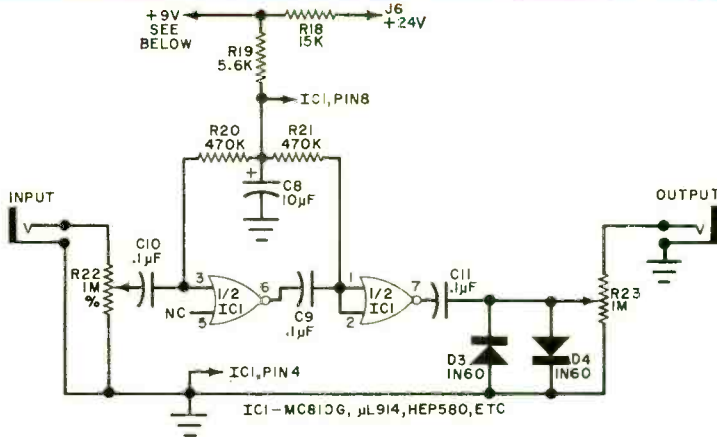 +9V
SEE
BELOW
R18
15K
J6
+24V
R19
5.6K
IC1, PIN8
R20
470K
R21
470K
+
C8
10µF
INPUT
OUTPUT
C10
.1µF
R22
1M
%
3
1/2
IC1
6
NC
5
C9
.1µF
1
1/2
IC1
2
7
C11
.1µF
R23
1M
D3
1N60
D4
1N60
IC1, PIN4
IC1-MC810G, µL914, HEP580, ETC